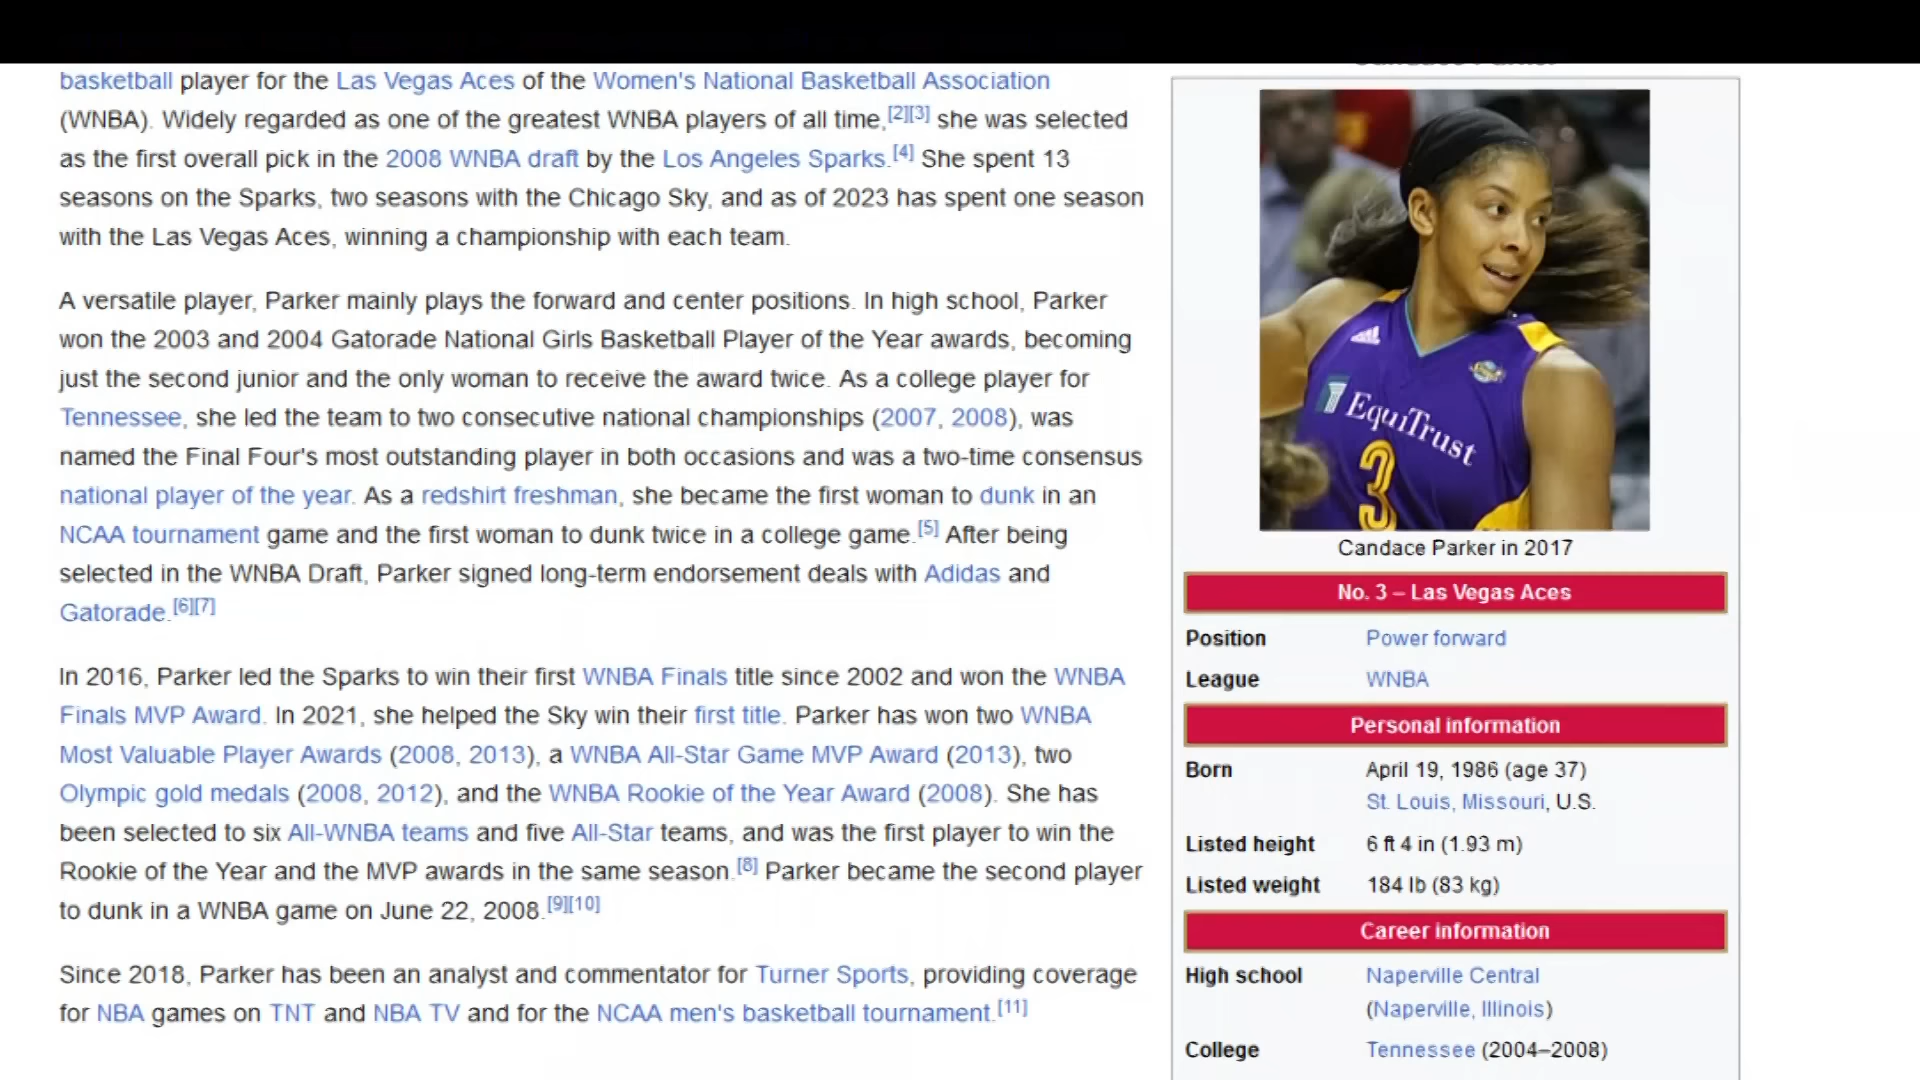 basketball player for the Las Vegas Aces of the Women's National Basketball Association
(WNBA). Widely regarded as one of the greatest WNBA players of all time,[2][3] she was selected
as the first overall pick in the 2008 WNBA draft by the Los Angeles Sparks.[4] She spent 13
seasons on the Sparks, two seasons with the Chicago Sky, and as of 2023 has spent one season
with the Las Vegas Aces, winning a championship with each team.
A versatile player, Parker mainly plays the forward and center positions. In high school, Parker
won the 2003 and 2004 Gatorade National Girls Basketball Player of the Year awards, becoming
just the second junior and the only woman to receive the award twice. As a college player for
Tennessee, she led the team to two consecutive national championships (2007, 2008), was
named the Final Four's most outstanding player in both occasions and was a two-time consensus
national player of the year. As a redshirt freshman, she became the first woman to dunk in an
NCAA tournament game and the first woman to dunk twice in a college game.[5] After being
selected in the WNBA Draft, Parker signed long-term endorsement deals with Adidas and
Gatorade.[6][7]
In 2016, Parker led the Sparks to win their first WNBA Finals title since 2002 and won the WNBA
Finals MVP Award. In 2021, she helped the Sky win their first title. Parker has won two WNBA
Most Valuable Player Awards (2008, 2013), a WNBA All-Star Game MVP Award (2013), two
Olympic gold medals (2008, 2012), and the WNBA Rookie of the Year Award (2008). She has
been selected to six All-WNBA teams and five All-Star teams, and was the first player to win the
Rookie of the Year and the MVP awards in the same season.[8] Parker became the second player
to dunk in a WNBA game on June 22, 2008.[9][10]
Since 2018, Parker has been an analyst and commentator for Turner Sports, providing coverage
for NBA games on TNT and NBA TV and for the NCAA men's basketball tournament.[11]
EquiTrust
3
Candace Parker in 2017
No. 3 – Las Vegas Aces
Position Power forward
League WNBA
Personal information
Born April 19, 1986 (age 37)
St. Louis, Missouri, U.S.
Listed height 6 ft 4 in (1.93 m)
Listed weight 184 lb (83 kg)
Career information
High school Naperville Central
(Naperville, Illinois)
College Tennessee (2004–2008)